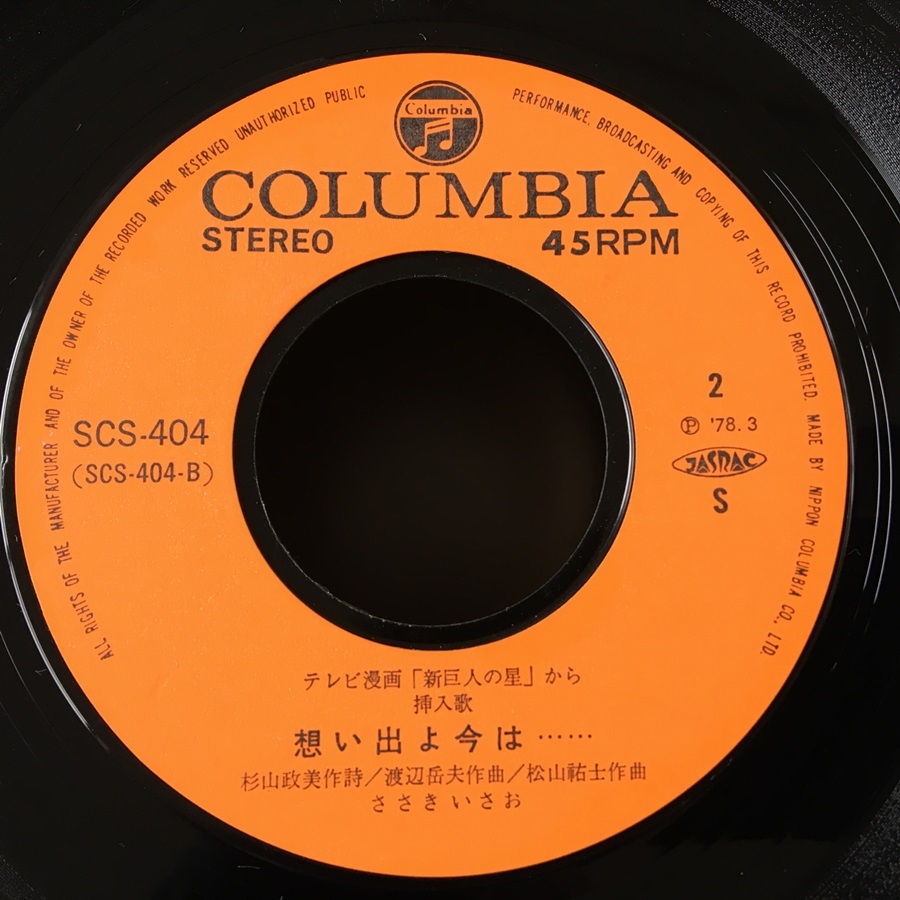 Columbia
ALL RIGHTS OF THE MANUFACTURER AND OF THE OWNER OF THE RECORDED WORK RESERVED UNAUTHORIZED PUBLIC PERFORMANCE, BROADCASTING AND COPYING OF THIS RECORD PROHIBITED. MADE BY NIPPON COLUMBIA CO., LTD.
COLUMBIA
STEREO 45RPM
SCS-404
(SCS-404-B)
2
Ⓟ '78.3
JASRAC
S
テレビ漫画「新巨人の星」から
挿入歌
想い出よ今は……
杉山政美作詩/渡辺岳夫作曲/松山祐士作曲
ささきいさお